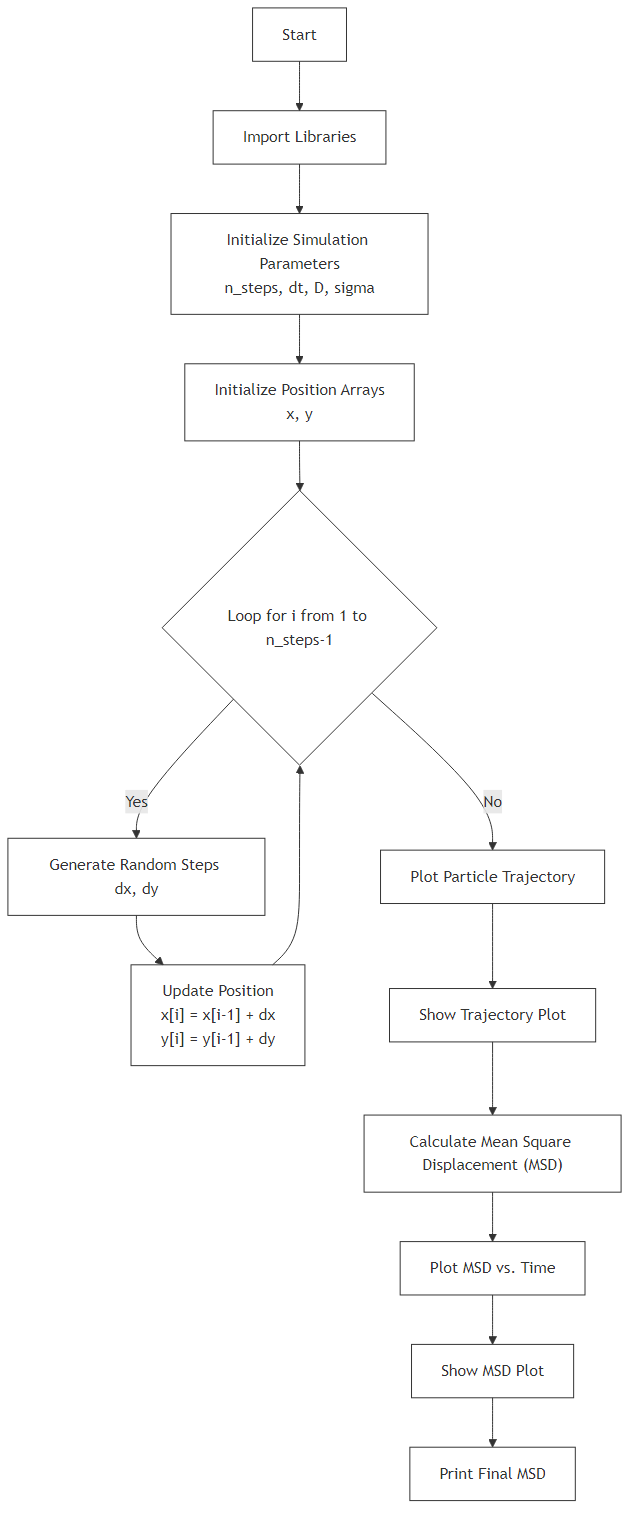 Start
Import Libraries
Initialize Simulation
Parameters
n_steps, dt, D, sigma
Initialize Position Arrays
x, y
Loop for i from 1 to
n_steps-1
Yes
No
Generate Random Steps
dx, dy
Update Position
x[i] = x[i-1] + dx
y[i] = y[i-1] + dy
Plot Particle Trajectory
Show Trajectory Plot
Calculate Mean Square
Displacement (MSD)
Plot MSD vs. Time
Show MSD Plot
Print Final MSD